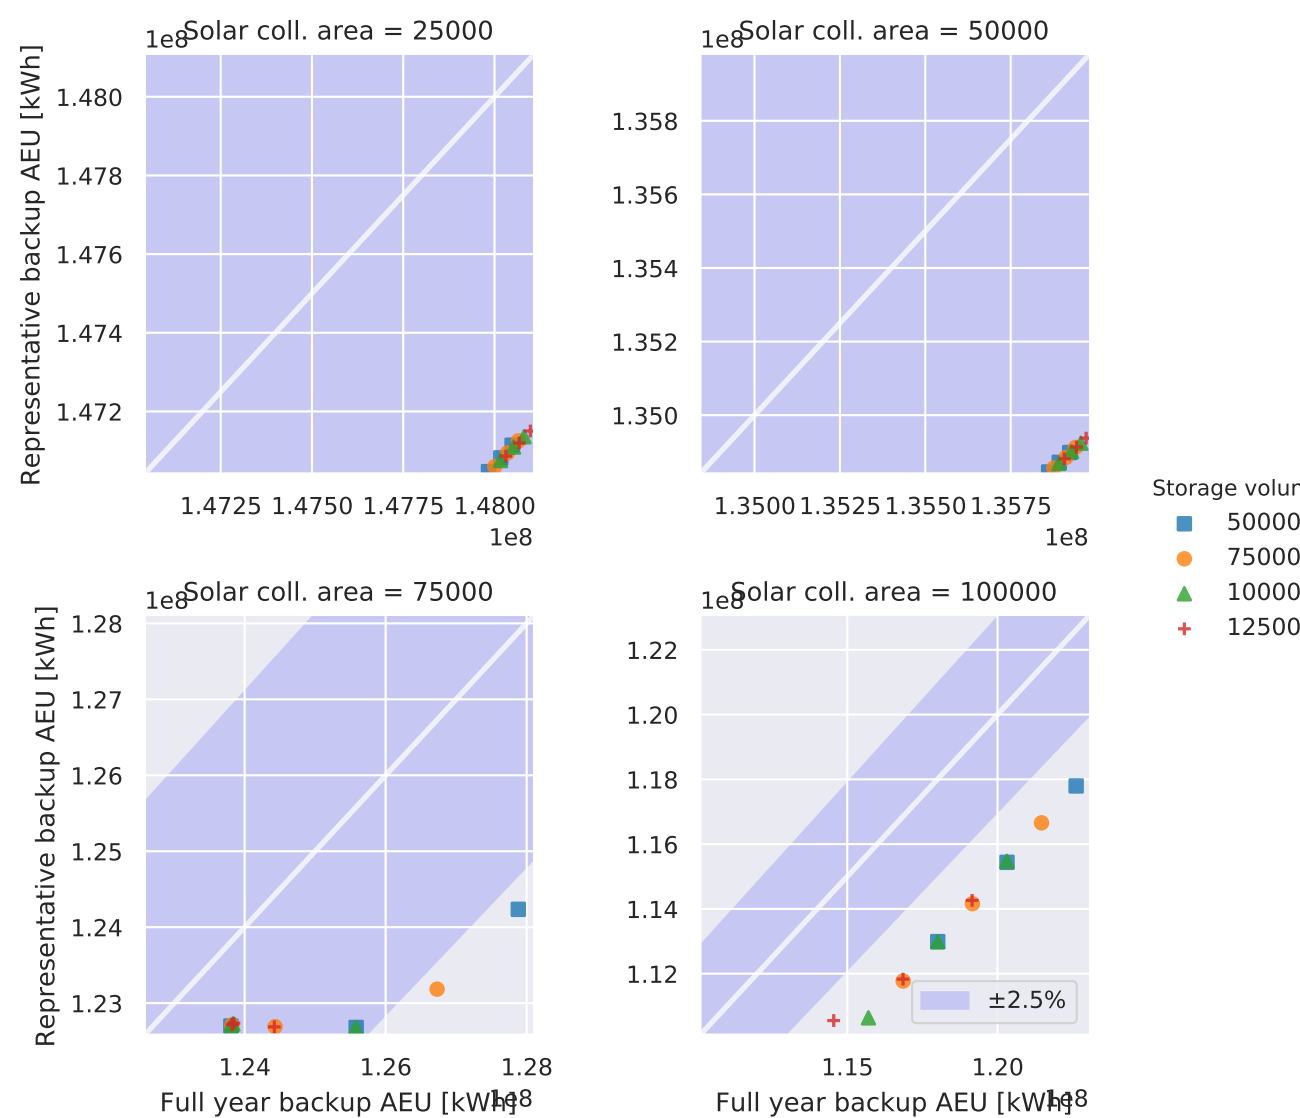 1e8
Solar coll. area = 25000
1e8
Solar coll. area = 50000
Representative backup AEU [kWh]
1.480
1.478
1.476
1.474
1.472
1.4725 1.4750 1.4775 1.4800
1e8
1.358
1.356
1.354
1.352
1.350
1.3500 1.3525 1.3550 1.3575
1e8
Storage volur
50000
75000
10000
12500
1e8
Solar coll. area = 75000
1e8
Solar coll. area = 100000
Representative backup AEU [kWh]
1.28
1.27
1.26
1.25
1.24
1.23
1.24 1.26 1.28
1e8
Full year backup AEU [kWh]
1.22
1.20
1.18
1.16
1.14
1.12
±2.5%
1.15 1.20
1e8
Full year backup AEU [kWh]